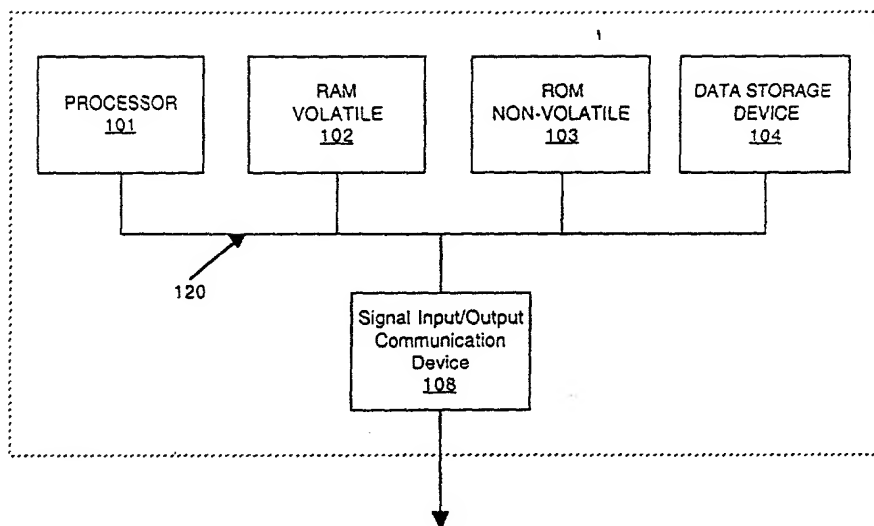 PROCESSOR
101
RAM
VOLATILE
102
ROM
NON-VOLATILE
103
DATA STORAGE
DEVICE
104
120
Signal Input/Output
Communication
Device
108